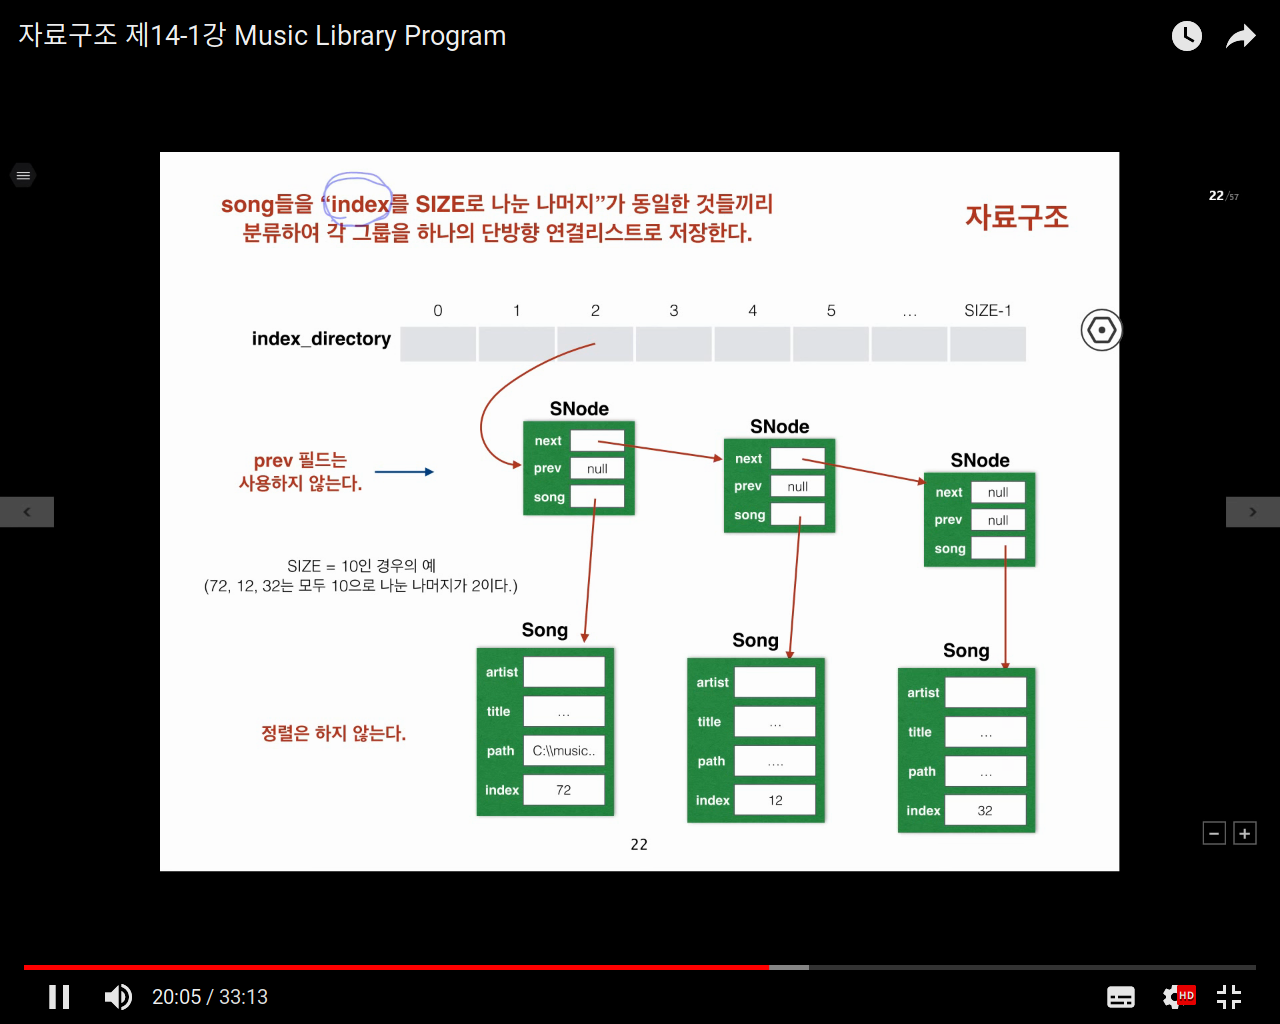 자료구조 제14-1강 Music Library Program
22/57
song들을 “index를 SIZE로 나눈 나머지”가 동일한 것들끼리
분류하여 각 그룹을 하나의 단방향 연결리스트로 저장한다.
자료구조
0 1 2 3 4 5 ... SIZE-1
index_directory
SNode
next
prev null
song
SNode
next
prev null
song
SNode
next null
prev null
song
prev 필드는
사용하지 않는다.
SIZE = 10인 경우의 예
(72, 12, 32는 모두 10으로 나눈 나머지가 2이다.)
Song
artist
title ...
path C:\\music..
index 72
Song
artist
title ...
path ....
index 12
Song
artist
title ...
path ...
index 32
정렬은 하지 않는다.
22
20:05 / 33:13
HD